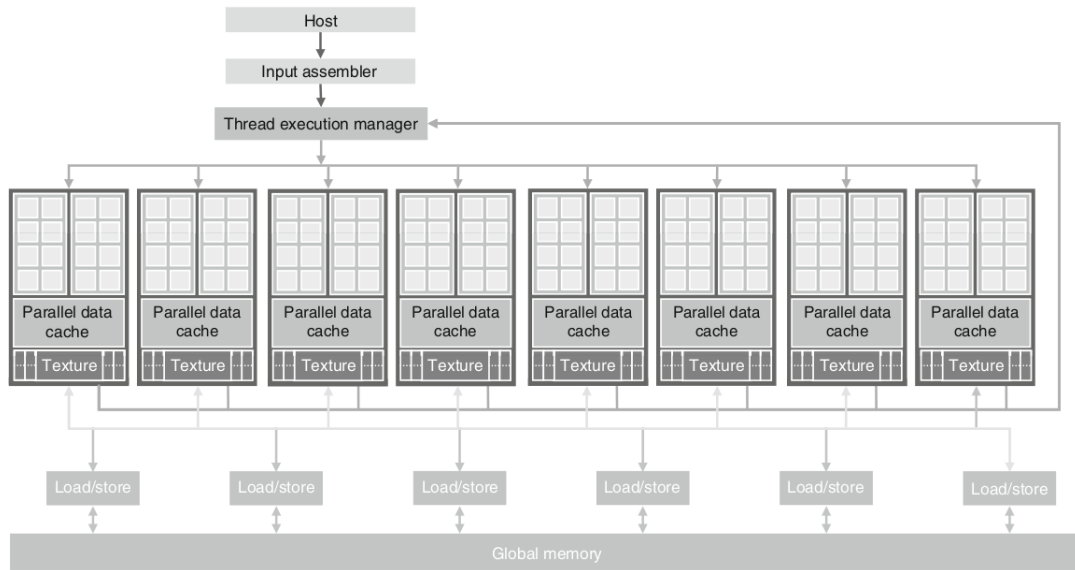 Host
Input assembler
Thread execution manager
Parallel data
cache
Parallel data
cache
Parallel data
cache
Parallel data
cache
Parallel data
cache
Parallel data
cache
Parallel data
cache
Parallel data
cache
Texture
Texture
Texture
Texture
Texture
Texture
Texture
Texture
Load/store
Load/store
Load/store
Load/store
Load/store
Load/store
Global memory